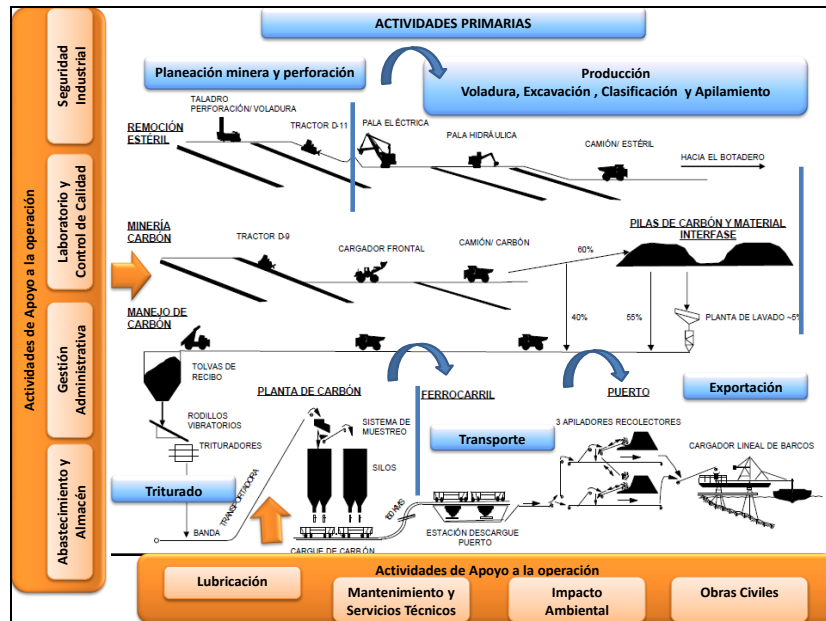 ACTIVIDADES PRIMARIAS
Planeación minera y perforación
Producción
Voladura, Excavación , Clasificación y Apilamiento
TALADRO
PERFORACIÓN/ VOLADURA
TRACTOR D-11
PALA EL ÉCTRICA
PALA HIDRÁULICA
CAMIÓN/ ESTÉRIL
HACIA EL BOTADERO
REMOCIÓN
ESTÉRIL
MINERÍA
CARBÓN
TRACTOR D-9
CARGADOR FRONTAL
CAMIÓN/ CARBÓN
60%
PILAS DE CARBÓN Y MATERIAL
INTERFASE
40%
55%
PLANTA DE LAVADO ~5%
MANEJO DE
CARBÓN
TOLVAS DE
RECIBO
RODILLOS
VIBRATORIOS
TRITURADORES
Triturado
BANDA
TRANSPORTADORA
PLANTA DE CARBÓN
SISTEMA DE
MUESTREO
SILOS
CARGUE DE CARBÓN
FERROCARRIL
Transporte
150 KMS
ESTACIÓN DESCARGUE
PUERTO
PUERTO
3 APILADORES RECOLECTORES
Exportación
CARGADOR LINEAL DE BARCOS
Actividades de Apoyo a la operación
Seguridad
Industrial
Laboratorio y
Control de Calidad
Gestión
Administrativa
Abastecimiento y
Almacén
Actividades de Apoyo a la operación
Lubricación
Mantenimiento y
Servicios Técnicos
Impacto
Ambiental
Obras Civiles